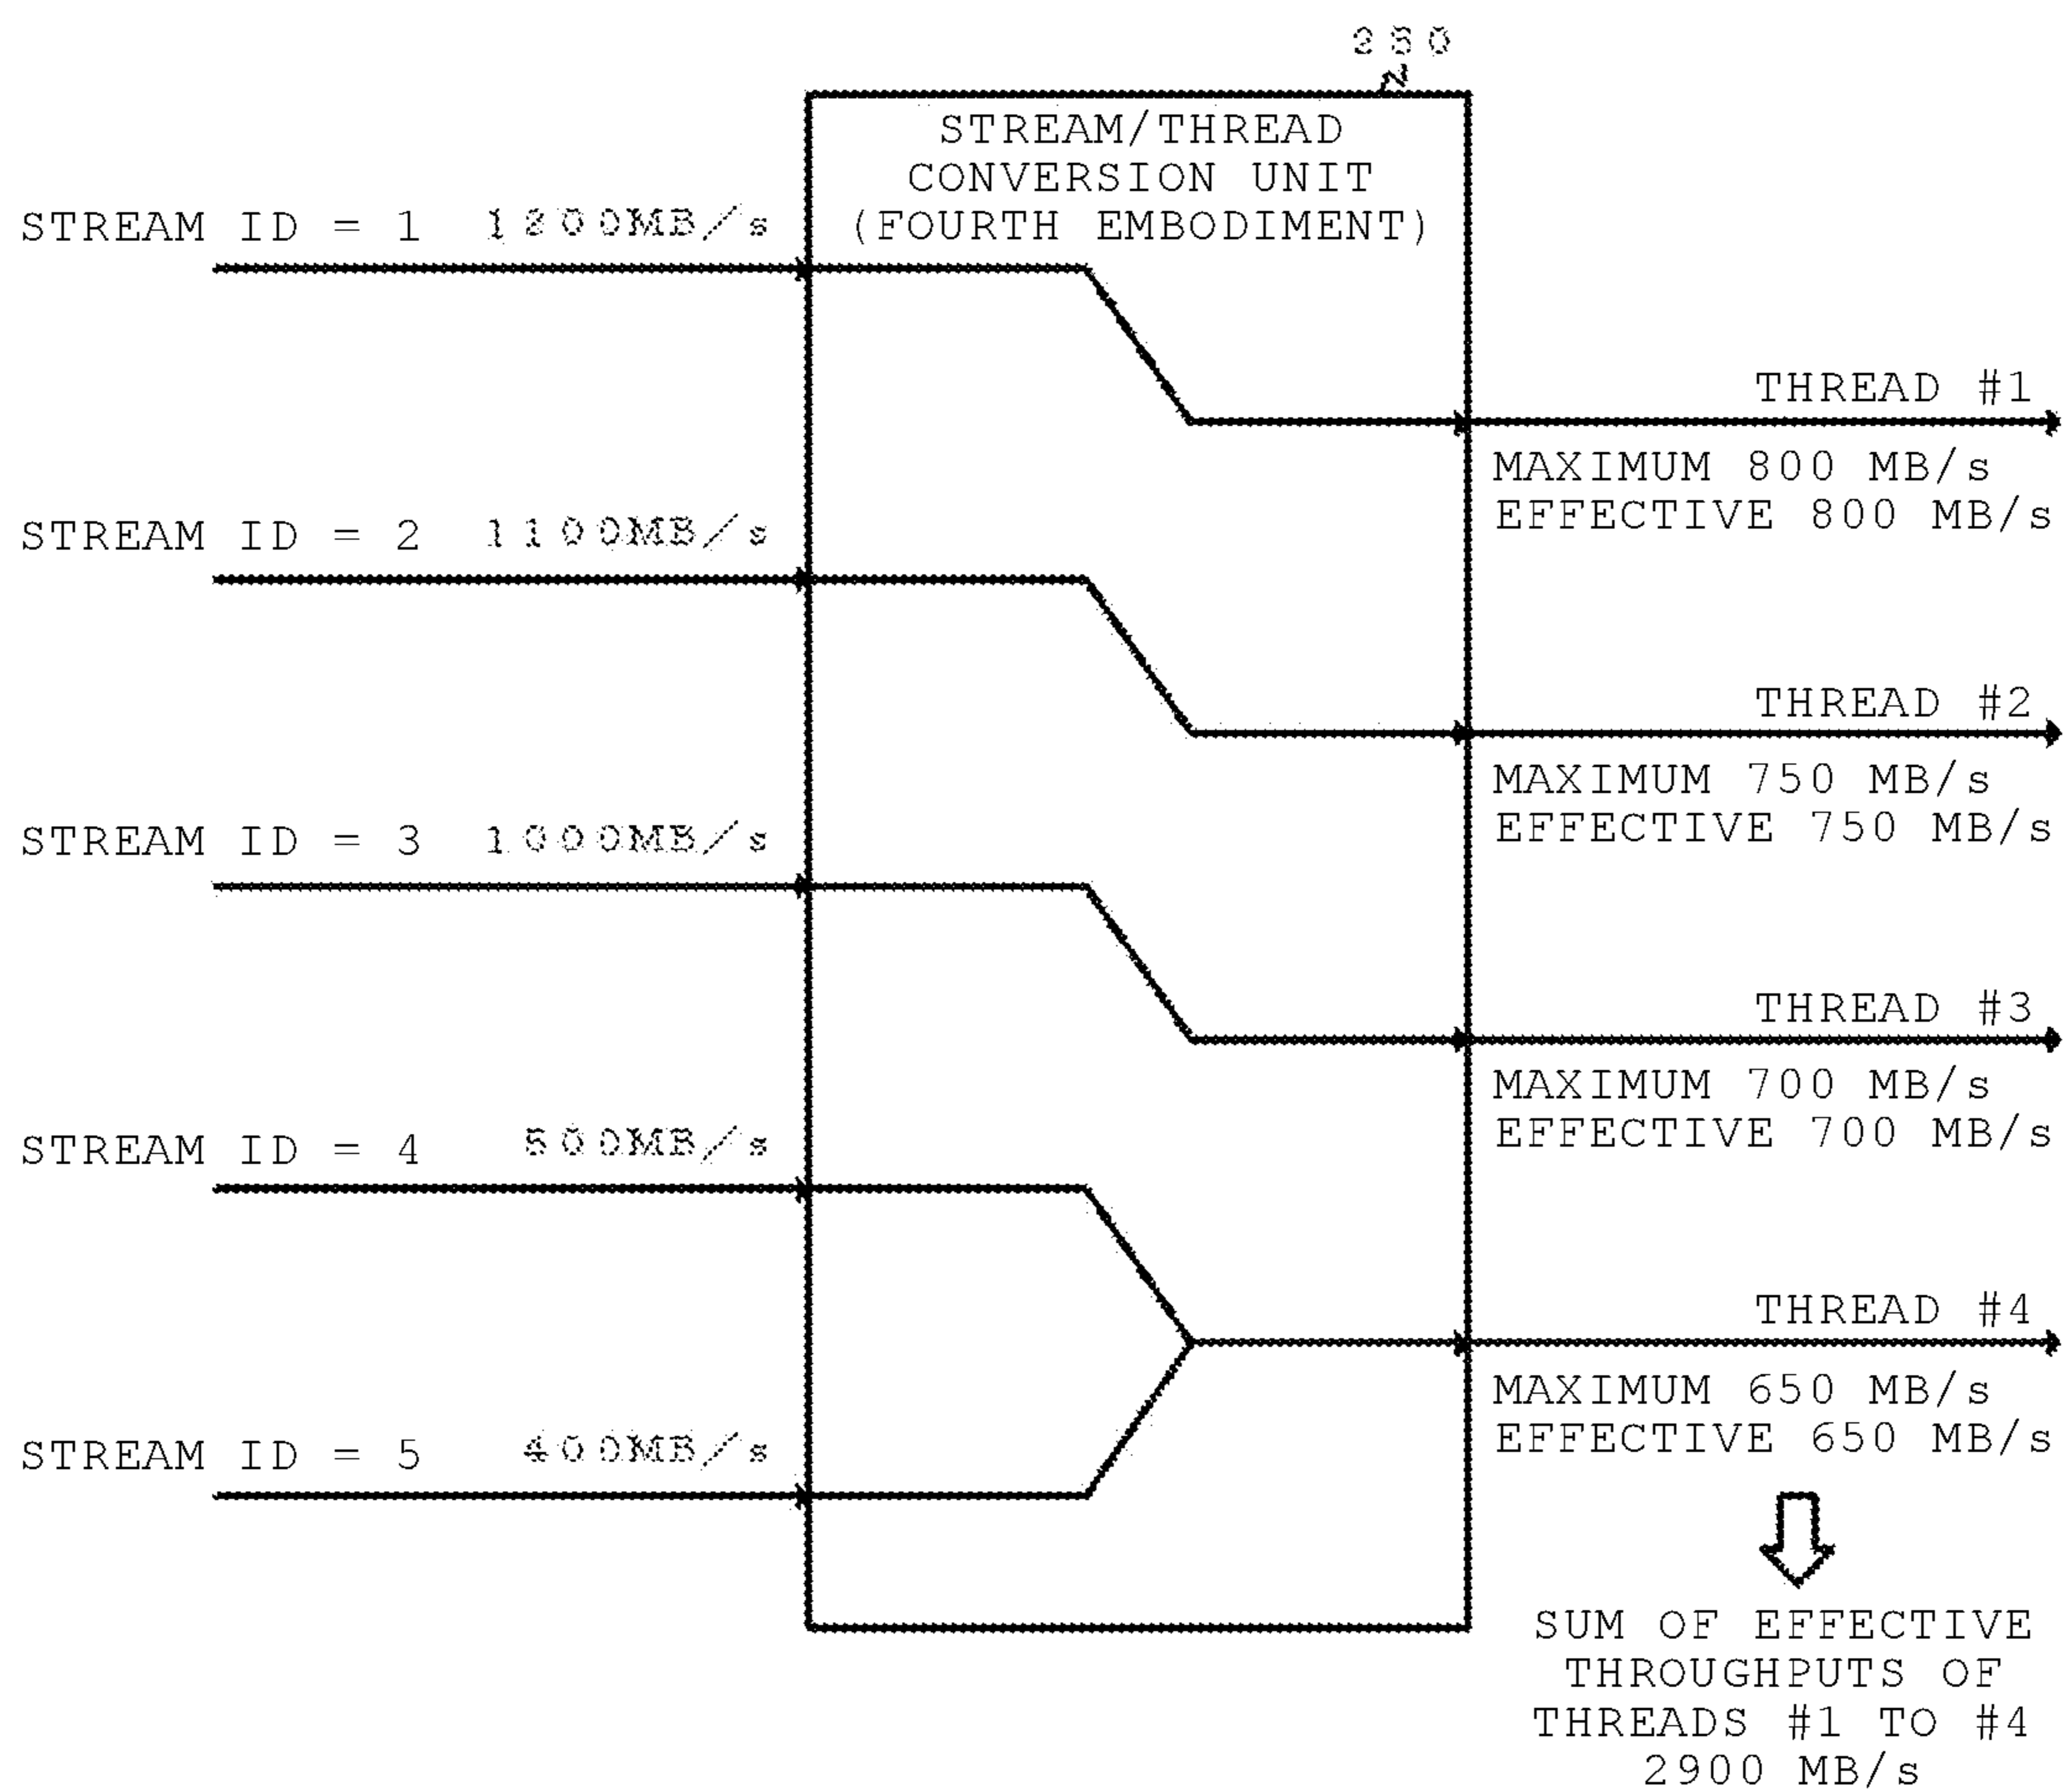 STREAM/THREAD
CONVERSION UNIT
(FOURTH EMBODIMENT)
STREAM ID = 1
THREAD #1
MAXIMUM 800 MB/s
EFFECTIVE 800 MB/s
STREAM ID = 2 1100MB/s
THREAD #2
MAXIMUM 750 MB/s
EFFECTIVE 750 MB/s
STREAM ID = 3 1000MB/s
THREAD #3
MAXIMUM 700 MB/s
EFFECTIVE 700 MB/s
STREAM ID = 4 500MB/s
THREAD #4
MAXIMUM 650 MB/s
EFFECTIVE 650 MB/s
STREAM ID = 5 400MB/s
SUM OF EFFECTIVE
THROUGHPUTS OF
THREADS #1 TO #4
2900 MB/s